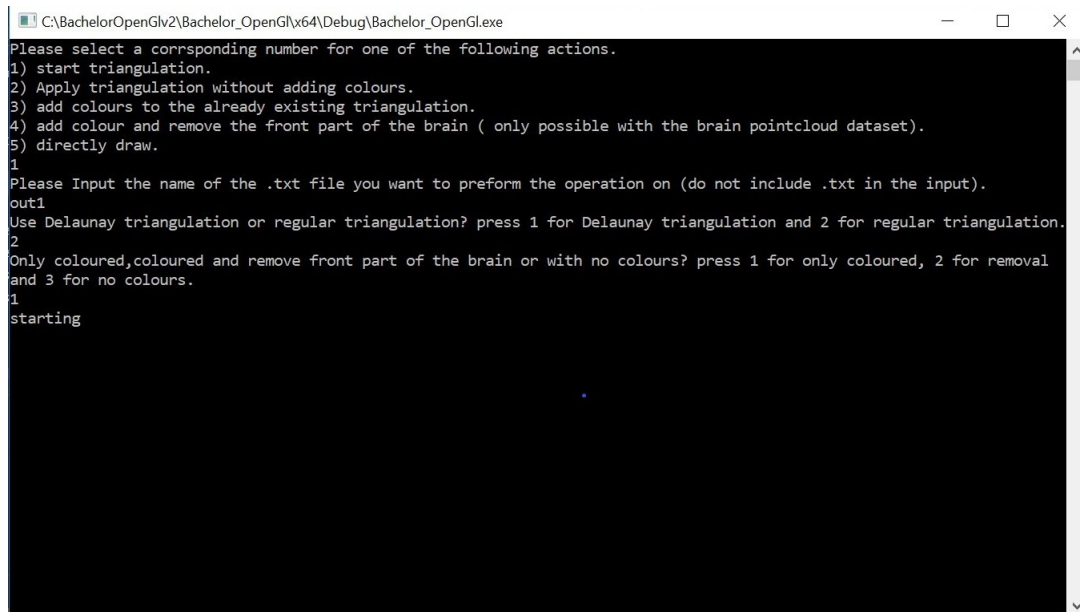 C:\BachelorOpenGlv2\Bachelor_OpenGl\x64\Debug\Bachelor_OpenGl.exe
Please select a corrsponding number for one of the following actions.
1) start triangulation.
2) Apply triangulation without adding colours.
3) add colours to the already existing triangulation.
4) add colour and remove the front part of the brain ( only possible with the brain pointcloud dataset).
5) directly draw.
1
Please Input the name of the .txt file you want to preform the operation on (do not include .txt in the input).
out1
Use Delaunay triangulation or regular triangulation? press 1 for Delaunay triangulation and 2 for regular triangulation.
2
Only coloured,coloured and remove front part of the brain or with no colours? press 1 for only coloured, 2 for removal
and 3 for no colours.
1
starting